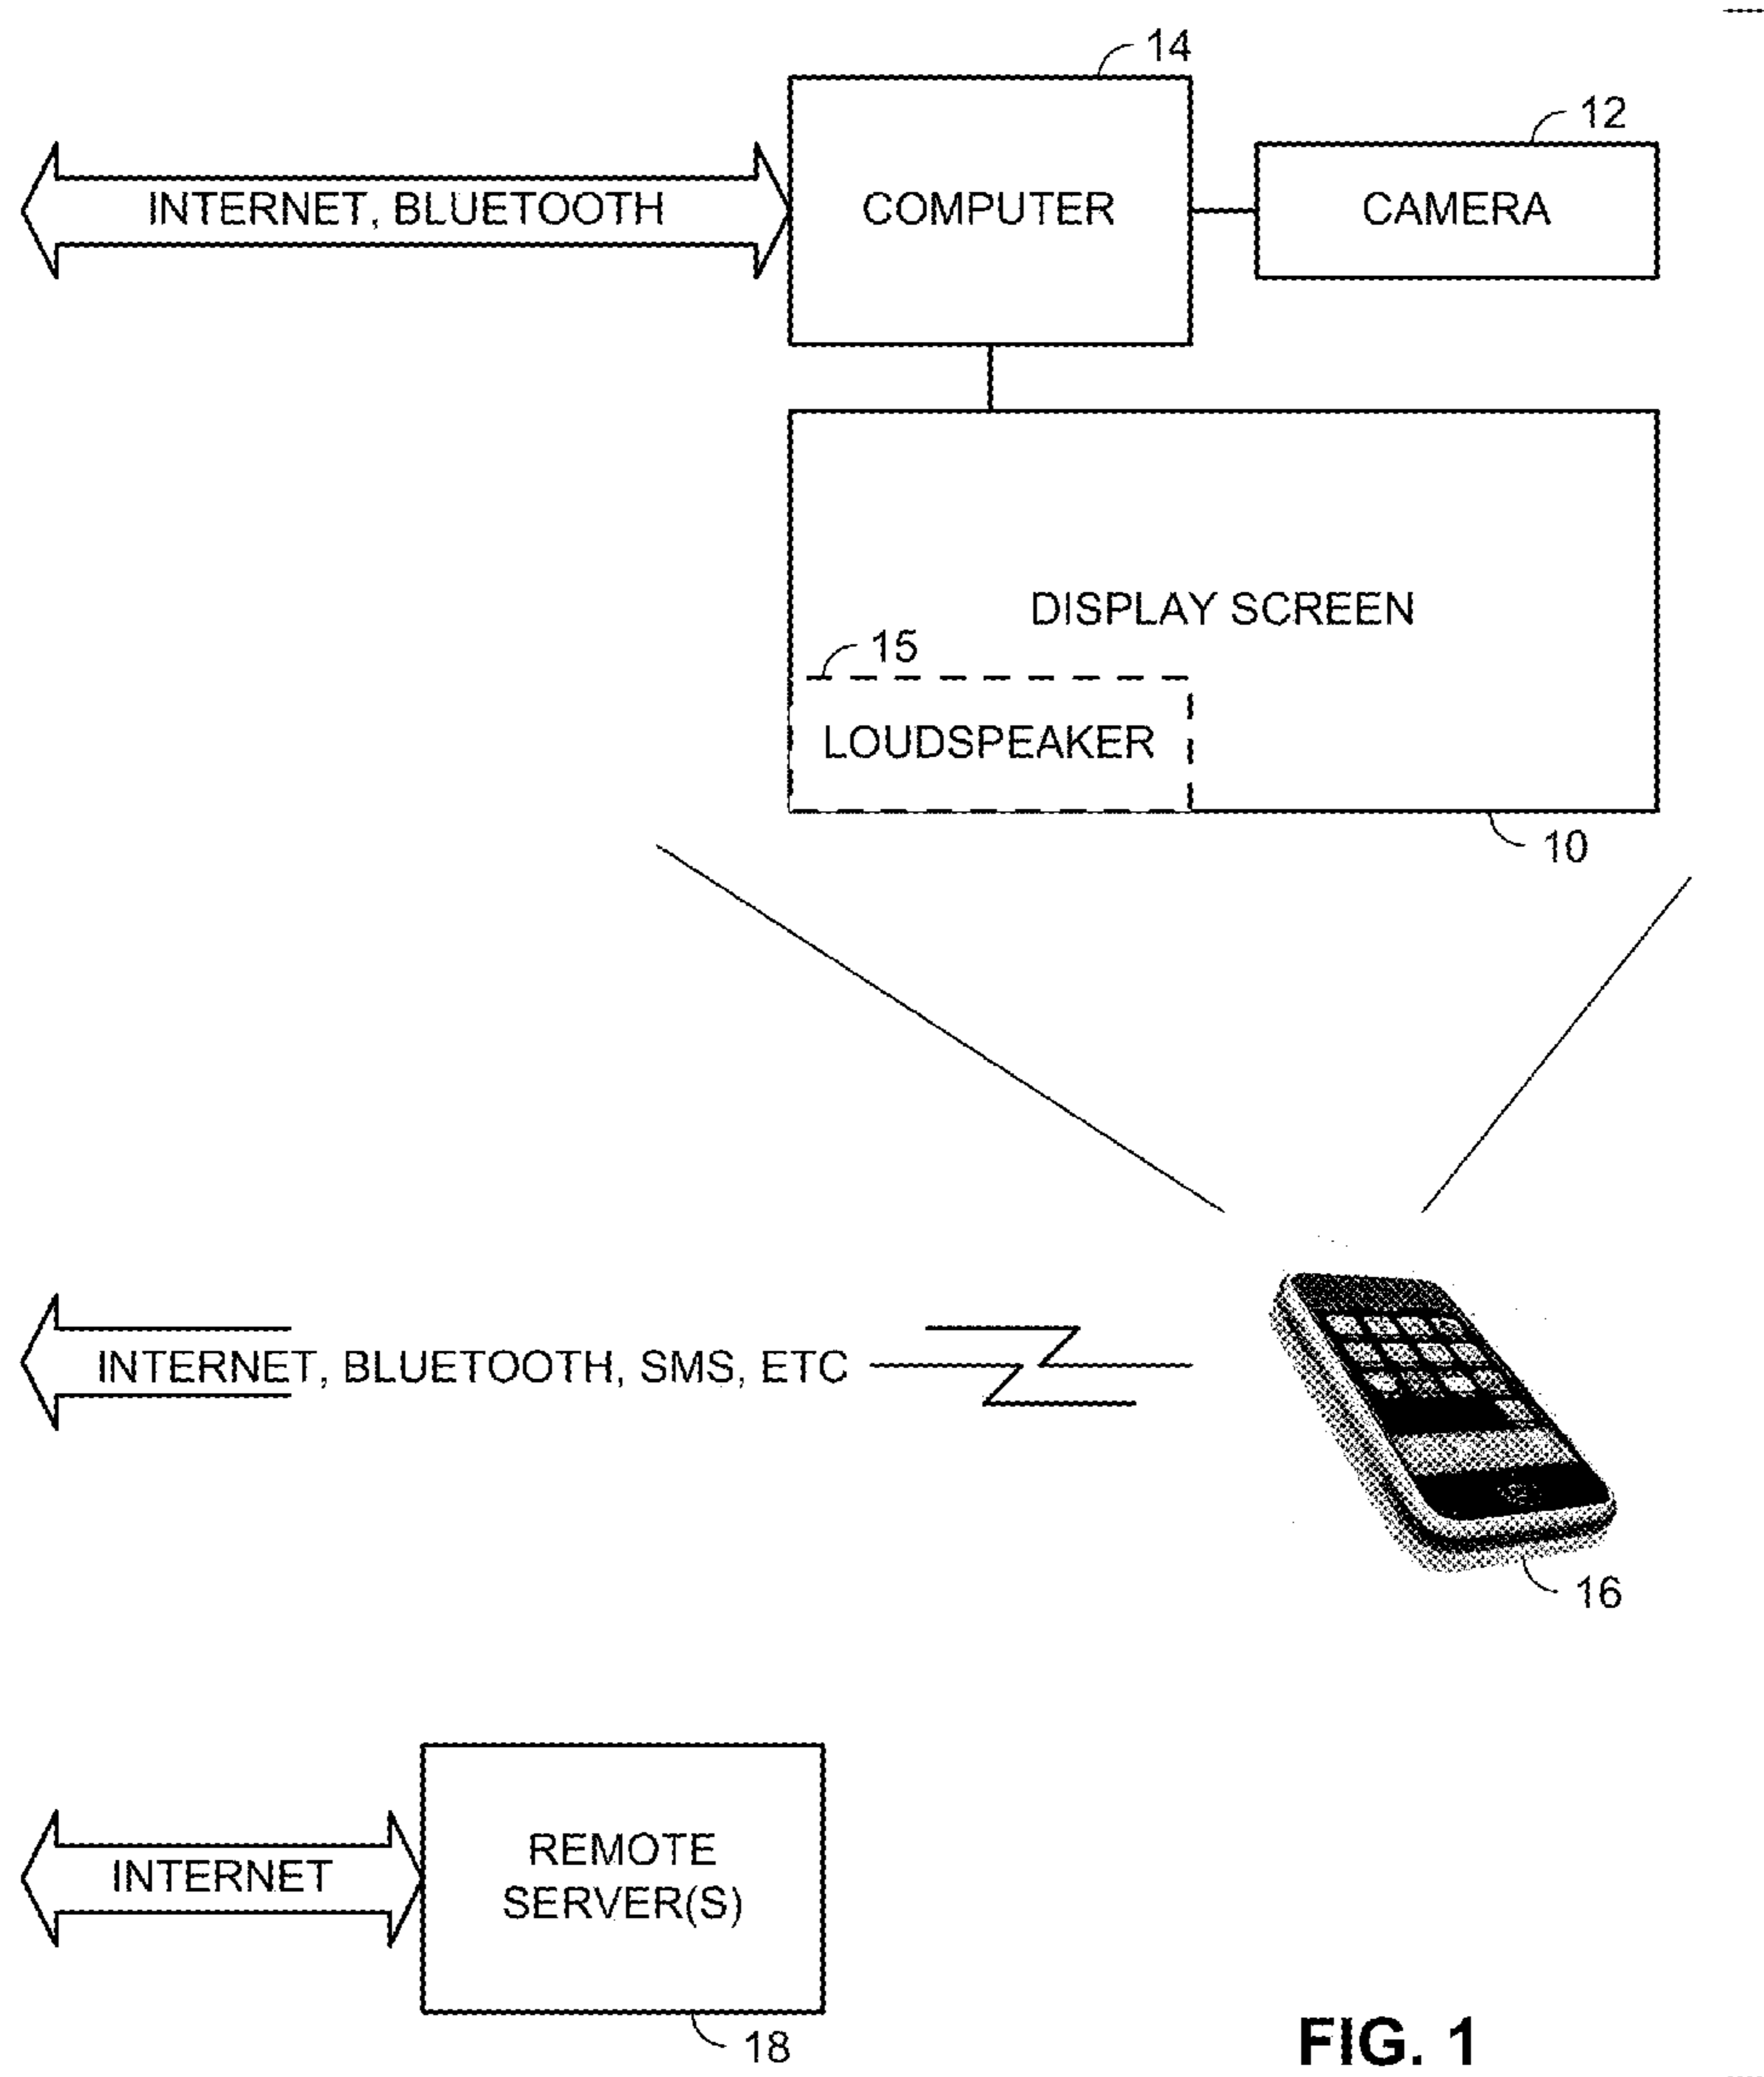 14
12
INTERNET, BLUETOOTH
COMPUTER
CAMERA
DISPLAY SCREEN
15
LOUDSPEAKER
10
INTERNET, BLUETOOTH, SMS, ETC
16
REMOTE
SERVER(S)
INTERNET
18
FIG. 1